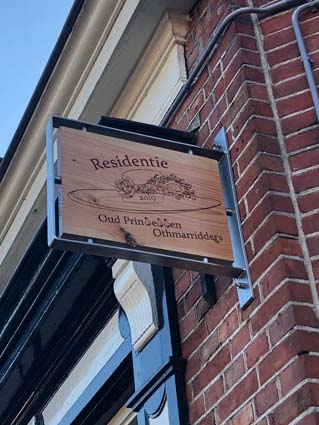 Residentie
2019
Oud Prinsessen
Othmarridders